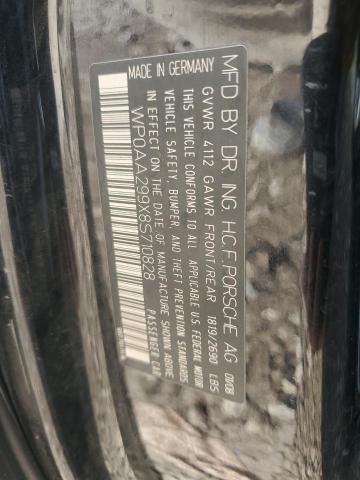 MFD BY DR. ING. H.C.F. PORSCHE AG 01/08
GVWR 4112 GAWR FRONT/REAR 1819/2690 LBS
THIS VEHICLE CONFORMS TO ALL APPLICABLE U.S. FEDERAL MOTOR
VEHICLE SAFETY, BUMPER, AND THEFT PREVENTION STANDARDS
IN EFFECT ON THE DATE OF MANUFACTURE SHOWN ABOVE
WP0AA299X8S710828 PASSENGER CAR
MADE IN GERMANY